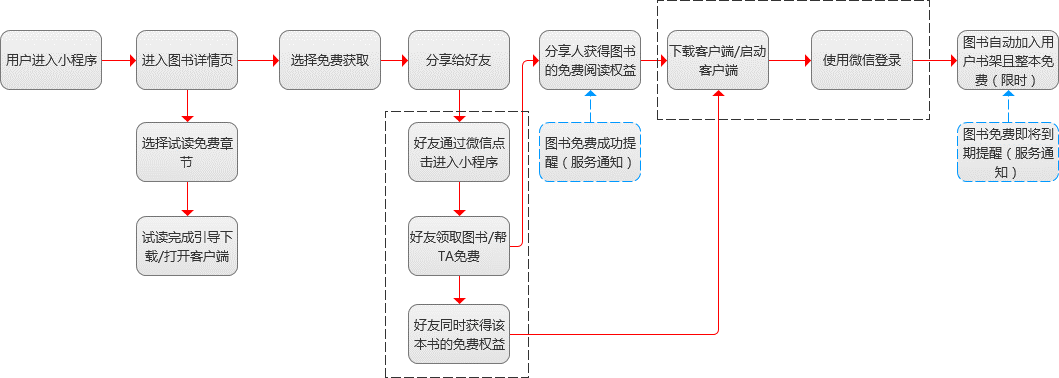 用户进入小程序
进入图书详情页
选择免费获取
分享给好友
分享人获得图书
的免费阅读权益
下载客户端/启动
客户端
使用微信登录
图书自动加入用
户书架且整本免
费（限时）
选择试读免费章
节
好友通过微信点
击进入小程序
图书免费成功提
醒（服务通知）
图书免费即将到
期提醒（服务通
知）
试读完成引导下
载/打开客户端
好友领取图书/帮
TA免费
好友同时获得该
本书的免费权益